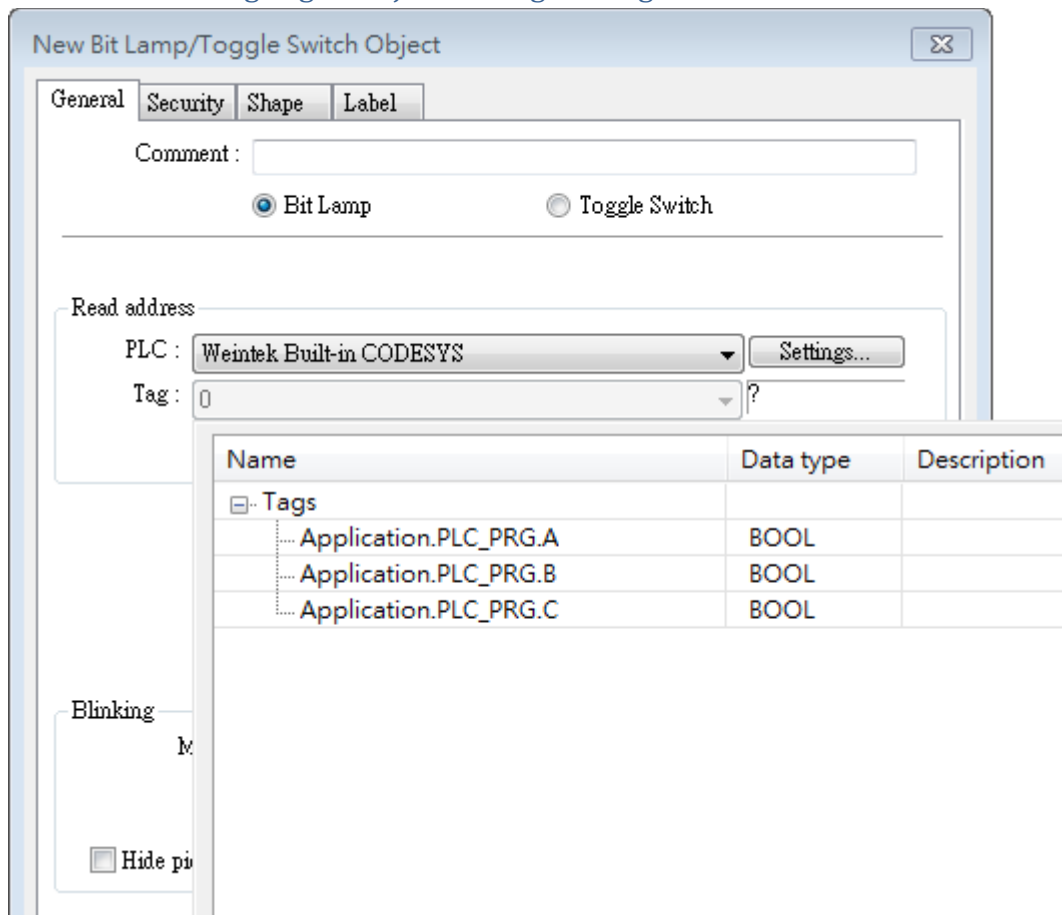 New Bit Lamp/Toggle Switch Object
General Security Shape Label
Comment :
Bit Lamp Toggle Switch
Read address
PLC : Weintek Built-in CODESYS Settings...
Tag : 0 ?
Name Data type Description
Tags
Application.PLC_PRG.A BOOL
Application.PLC_PRG.B BOOL
Application.PLC_PRG.C BOOL
Blinking
Hide